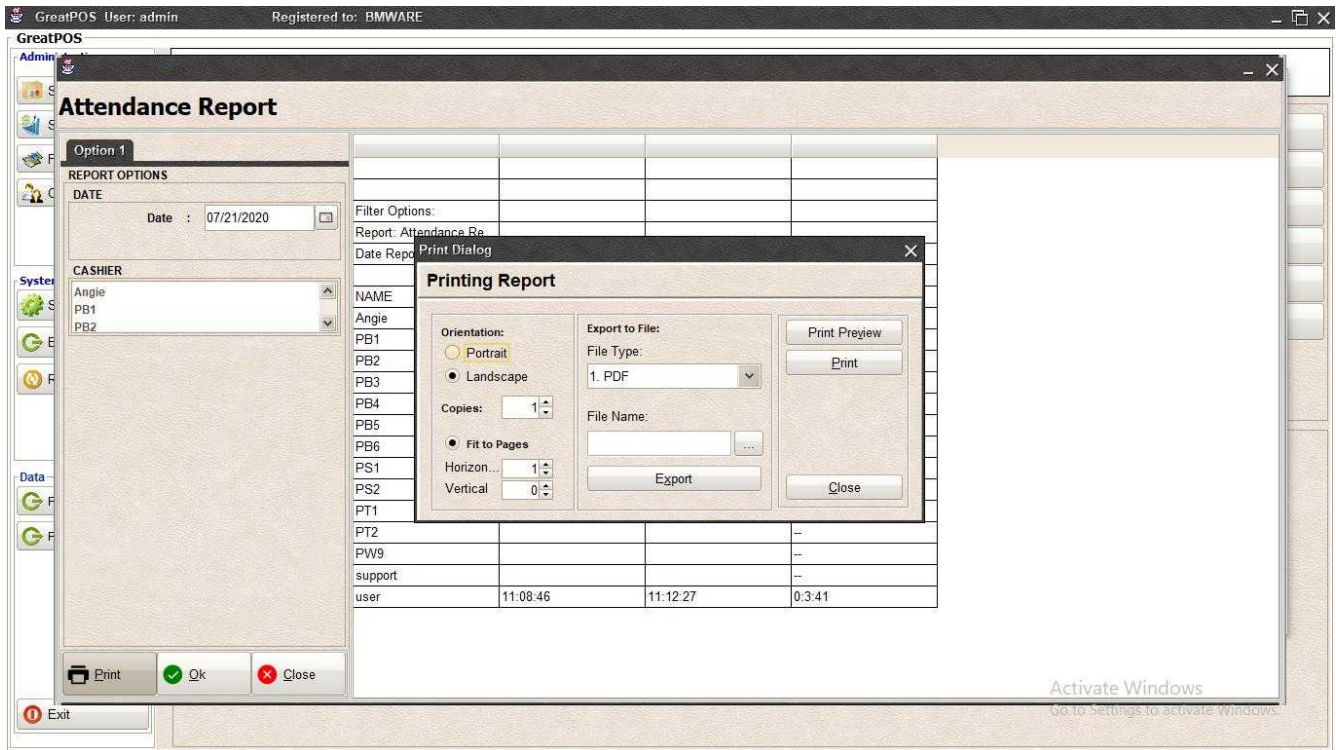 GreatPOS User: admin Registered to: BMWARE
GreatPOS
Admin
Attendance Report
Option 1
REPORT OPTIONS
DATE
Date : 07/21/2020
CASHIER
Angie
PB1
PB2
Syster
Data
Print Ok Close
Exit
Filter Options:
Report: Attendance Re
Date Repo
NAME
Angie
PB1
PB2
PB3
PB4
PB5
PB6
PS1
PS2
PT1
PT2 --
PW9 --
support --
user 11:08:46 11:12:27 0:3:41
Print Dialog
Printing Report
Orientation:
Portrait
Landscape
Copies: 1
Fit to Pages
Horizon... 1
Vertical 0
Export to File:
File Type:
1. PDF
File Name:
...
Export
Print Preview
Print
Close
Activate Windows
Go to Settings to activate Windows.